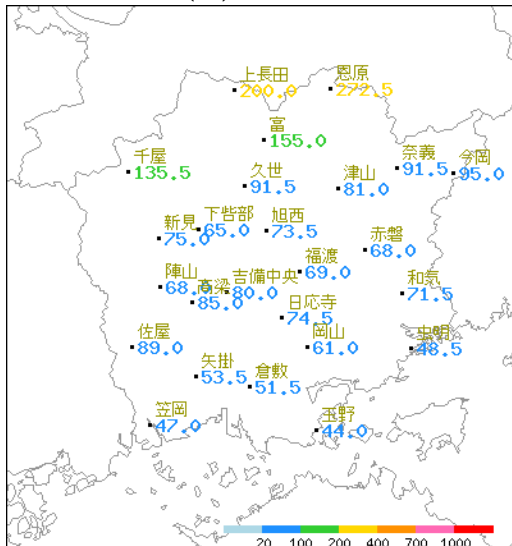 上長田
200.0
恩原
272.5
富
155.0
千屋
135.5
奈義
91.5
今岡
95.0
久世
91.5
津山
81.0
下呰部
65.0
旭西
73.5
新見
75.0
赤磐
68.0
福渡
69.0
陣山
68.0
高梁
85.0
吉備中央
80.0
和気
71.5
日応寺
74.5
佐屋
89.0
岡山
61.0
虫明
48.5
矢掛
53.5
倉敷
51.5
笠岡
47.0
玉野
44.0
20 100 200 400 700 1000